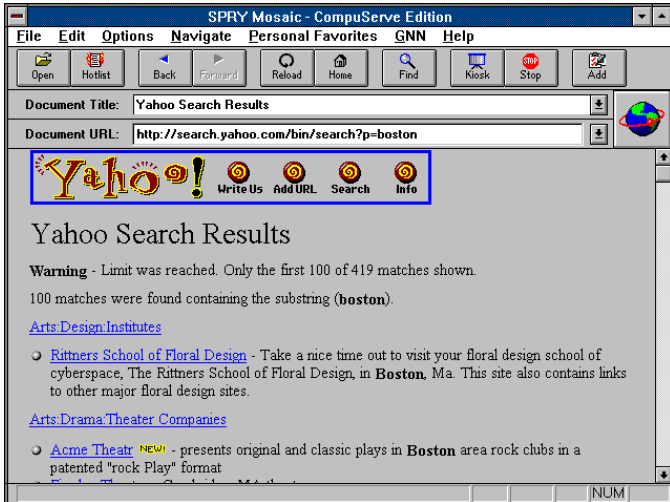 SPRY Mosaic - CompuServe Edition
File Edit Options Navigate Personal Favorites GNN Help
Open Hotlist Back Forward Reload Home Find Kiosk Stop Add
Document Title: Yahoo Search Results
Document URL: http://search.yahoo.com/bin/search?p=boston
Yahoo! Write Us Add URL Search Info
Yahoo Search Results
Warning - Limit was reached. Only the first 100 of 419 matches shown.
100 matches were found containing the substring (boston).
Arts:Design:Institutes
Rittners School of Floral Design - Take a nice time out to visit your floral design school of
cyberspace, The Rittners School of Floral Design, in Boston, Ma. This site also contains links
to other major floral design sites.
Arts:Drama:Theater Companies
Acme Theatr NEW! - presents original and classic plays in Boston area rock clubs in a
patented "rock Play" format
NUM